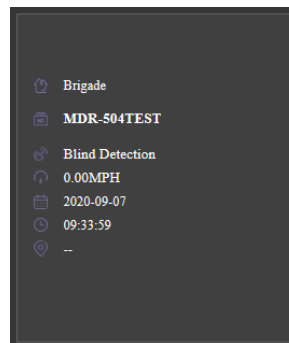 Brigade
MDR-504TEST
Blind Detection
0.00MPH
2020-09-07
09:33:59
--